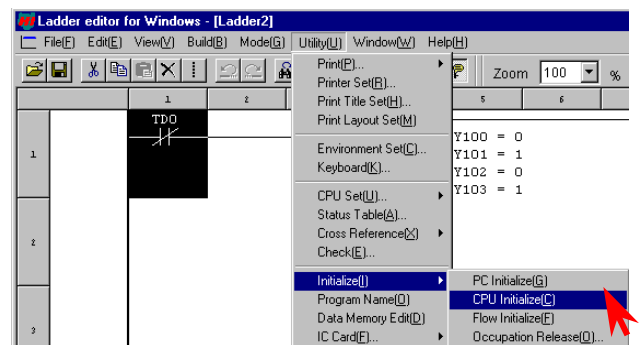 Ladder editor for Windows - [Ladder2]
File(F) Edit(E) View(V) Build(B) Mode(G) Utility(U) Window(W) Help(H)
Zoom 100 %
1 2 5 6
Print(P)...
Printer Set(R)...
Print Title Set(H)...
Print Layout Set(M)
Environment Set(C)...
Keyboard(K)...
CPU Set(U)...
Status Table(A)...
Cross Reference(X)
Check(E)...
Initialize(I)
Program Name(O)
Data Memory Edit(D)
IC Card(F)...
PC Initialize(G)
CPU Initialize(C)
Flow Initialize(F)
Occupation Release(O)...
TD0
1
Y100 = 0
Y101 = 1
Y102 = 0
Y103 = 1
2
3